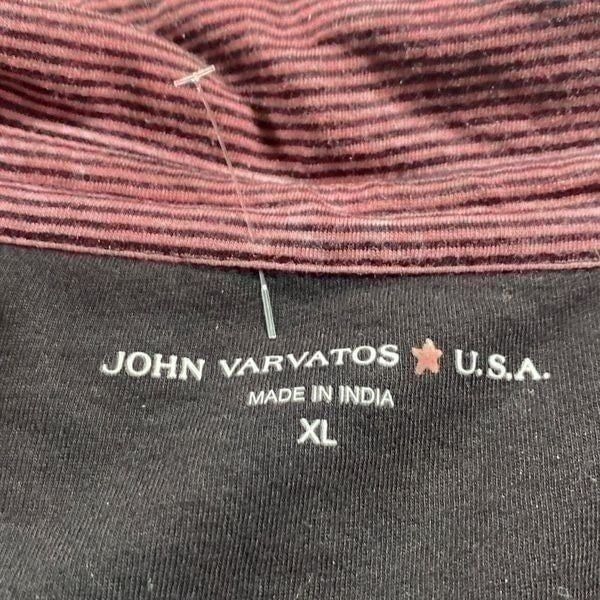 JOHN VARVATOS ★ U.S.A.
MADE IN INDIA
XL